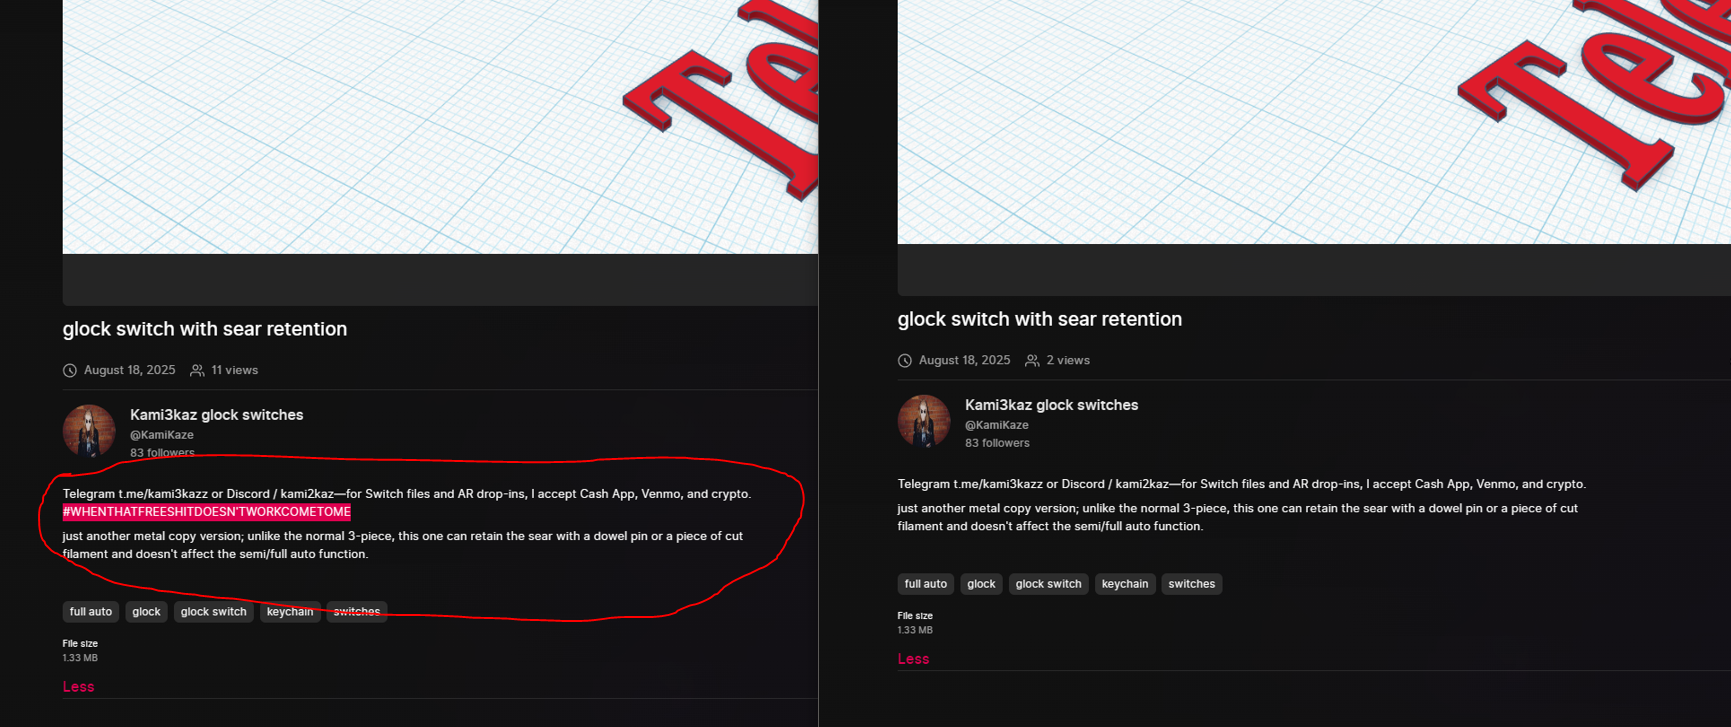 Tele
Tele
glock switch with sear retention
August 18, 2025 11 views
Kami3kaz glock switches
@KamiKaze
83 followers
Telegram t.me/kami3kazz or Discord / kami2kaz—for Switch files and AR drop-ins, I accept Cash App, Venmo, and crypto.
#WHENTHATFREESHITDOESN'TWORKCOMETOME
just another metal copy version; unlike the normal 3-piece, this one can retain the sear with a dowel pin or a piece of cut
filament and doesn't affect the semi/full auto function.
full auto glock glock switch keychain switches
File size
1.33 MB
Less
glock switch with sear retention
August 18, 2025 2 views
Kami3kaz glock switches
@KamiKaze
83 followers
Telegram t.me/kami3kazz or Discord / kami2kaz—for Switch files and AR drop-ins, I accept Cash App, Venmo, and crypto.
just another metal copy version; unlike the normal 3-piece, this one can retain the sear with a dowel pin or a piece of cut
filament and doesn't affect the semi/full auto function.
full auto glock glock switch keychain switches
File size
1.33 MB
Less